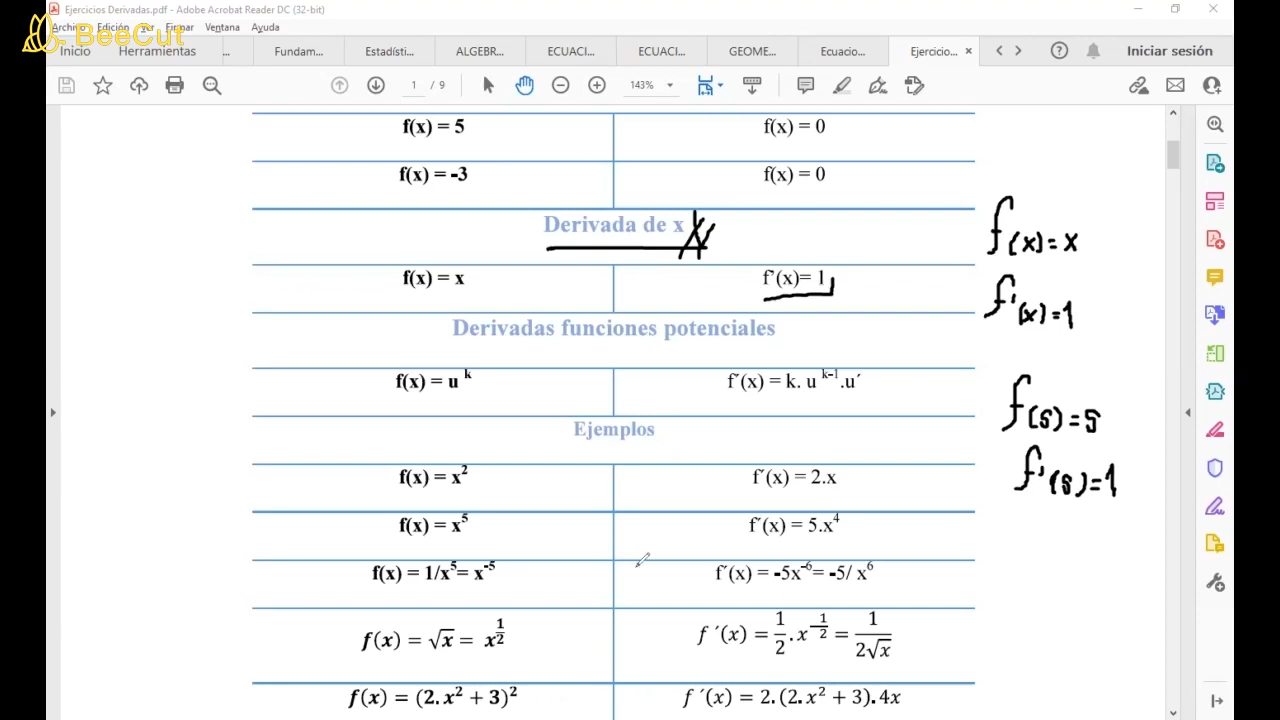 Ejercicios Derivadas.pdf - Adobe Acrobat Reader DC (32-bit)
Archivo Edición Ver Firmar Ventana Ayuda
BeeCut
Inicio Herramientas ... Fundam... Estadísti... ALGEBR... ECUACI... ECUACI... GEOME... Ecuacio... Ejercicio... × Iniciar sesión
1 / 9 143%
f(x) = 5 f(x) = 0
f(x) = -3 f(x) = 0
Derivada de x
f(x) = x f´(x)= 1
Derivadas funciones potenciales
f(x) = u^k f´(x) = k. u^{k-1}.u´
Ejemplos
f(x) = x² f´(x) = 2.x
f(x) = x⁵ f´(x) = 5.x⁴
f(x) = 1/x⁵= x⁻⁵ f´(x) = -5x⁻⁶= -5/ x⁶
f(x) = √x = x^{1/2} f ´(x) = 1/2 . x^{-1/2} = 1/(2√x)
f(x) = (2.x² + 3)² f ´(x) = 2.(2.x² + 3).4x
f(x)=x
f'(x)=1
f(5)=5
f'(5)=1